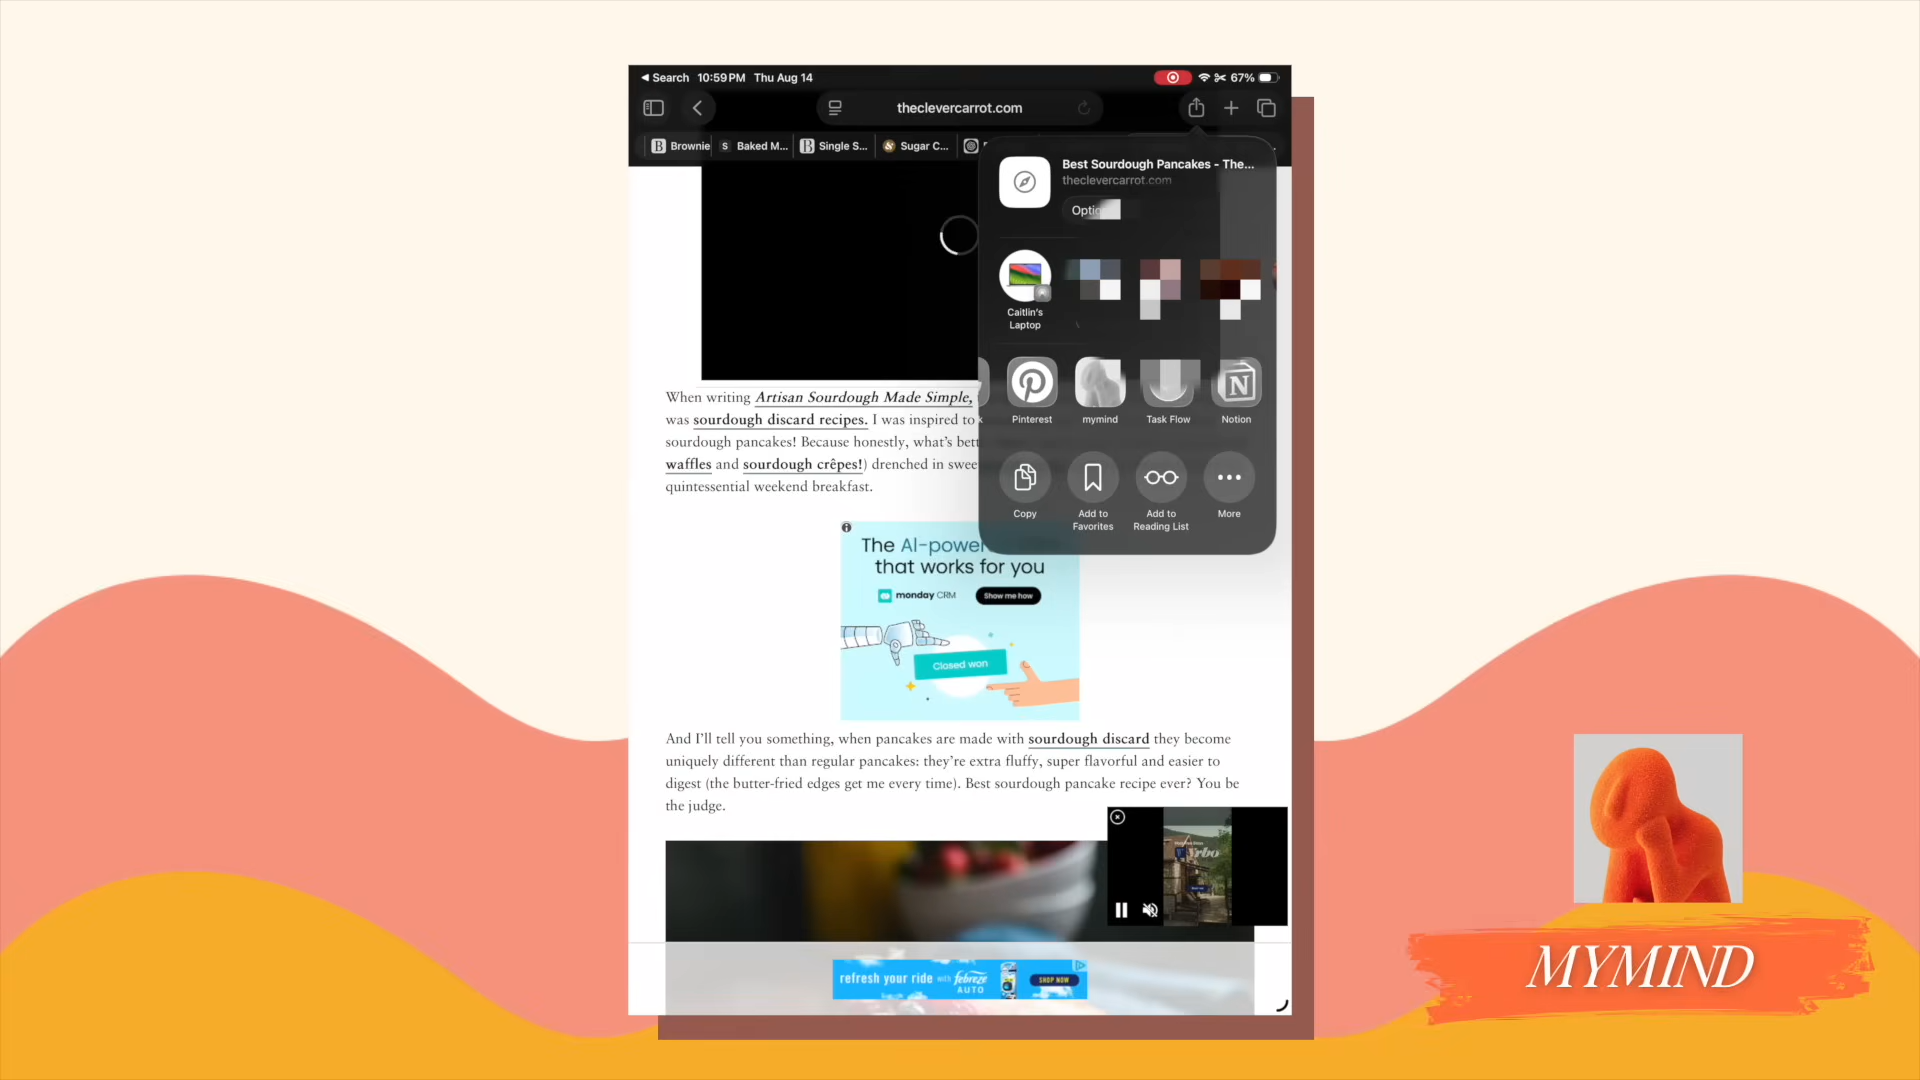 Search 10:59 PM Thu Aug 14
67%
theclevercarrot.com
Brownie
S Baked M...
Single S...
Sugar C...
Best Sourdough Pancakes - The...
theclevercarrot.com
Caitlin's
Laptop
Pinterest
mymind
Task Flow
Notion
Copy
Add to
Favorites
Add to
Reading List
More
When writing Artisan Sourdough Made Simple,
was sourdough discard recipes. I was inspired to
sourdough pancakes! Because honestly, what's
waffles and sourdough crêpes!) drenched in
quintessential weekend breakfast.
The AI-power
that works for you
monday CRM
Show me how
Closed won
And I'll tell you something, when pancakes are made with sourdough discard they become
uniquely different than regular pancakes: they're extra fluffy, super flavorful and easier to
digest (the butter-fried edges get me every time). Best sourdough pancake recipe ever? You be
the judge.
Vrbo
refresh your ride with febreze
AUTO
SHOP NOW
MYMIND